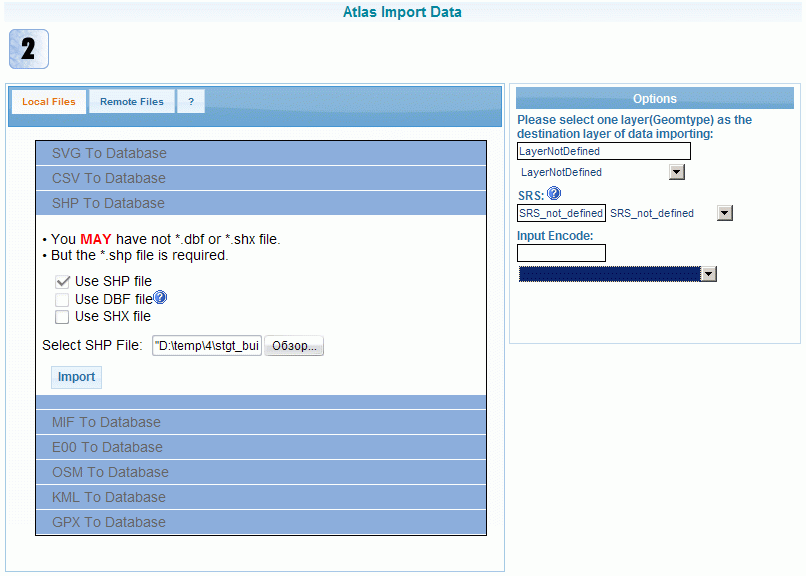 Atlas Import Data
2
Local Files
Remote Files
?
SVG To Database
CSV To Database
SHP To Database
• You MAY have not *.dbf or *.shx file.
• But the *.shp file is required.
Use SHP file
Use DBF file?
Use SHX file
Select SHP File: "D:\temp\4\stgt_bui Обзор...
Import
MIF To Database
E00 To Database
OSM To Database
KML To Database
GPX To Database
Options
Please select one layer(Geomtype) as the
destination layer of data importing:
LayerNotDefined
LayerNotDefined
SRS: ?
SRS_not_defined SRS_not_defined
Input Encode: